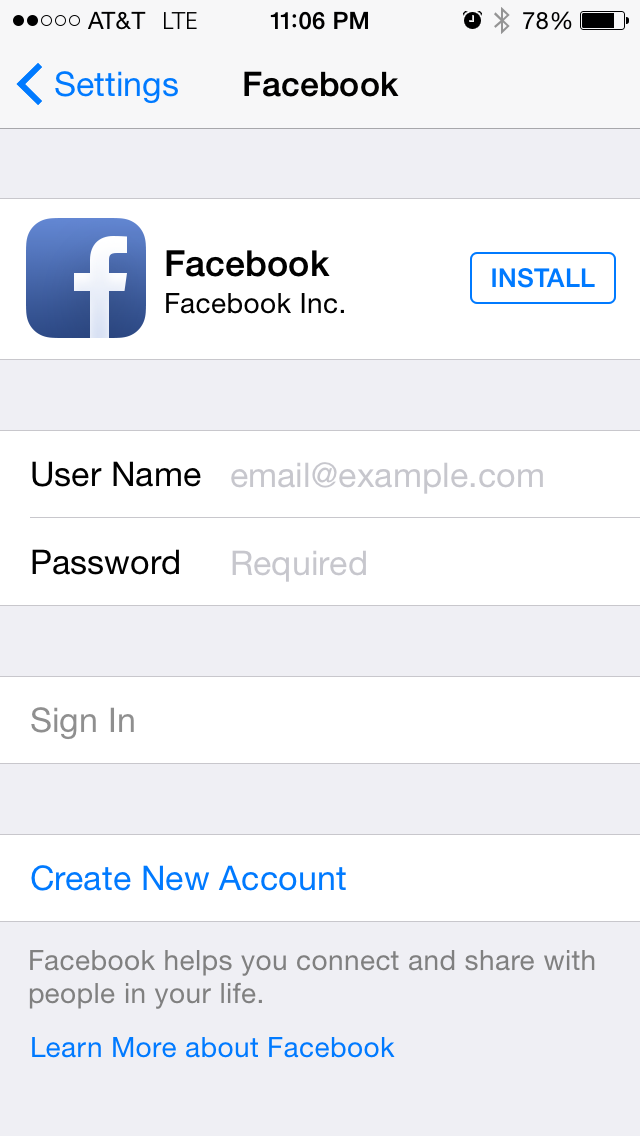 AT&T LTE 11:06 PM 78%
Settings Facebook
Facebook
Facebook Inc.
INSTALL
User Name email@example.com
Password Required
Sign In
Create New Account
Facebook helps you connect and share with
people in your life.
Learn More about Facebook